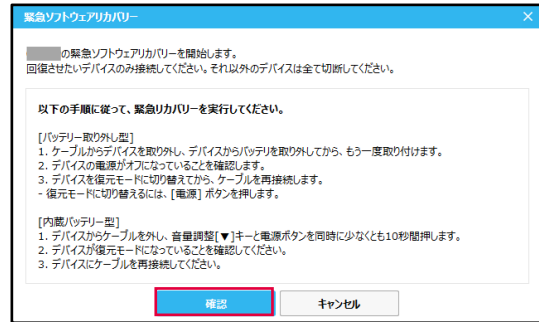 緊急ソフトウェアリカバリー
の緊急ソフトウェアリカバリーを開始します。
回復させたいデバイスのみ接続してください。それ以外のデバイスは全て切断してください。
以下の手順に従って、緊急リカバリーを実行してください。
[バッテリー取り外し型]
1. ケーブルからデバイスを取り外し、デバイスからバッテリを取り外してから、もう一度取り付けます。
2. デバイスの電源がオフになっていることを確認します。
3. デバイスを復元モードに切り替えてから、ケーブルを再接続します。
- 復元モードに切り替えるには、[電源] ボタンを押します。
[内蔵バッテリー型]
1. デバイスからケーブルを外し、音量調整[▼]キーと電源ボタンを同時に少なくとも10秒間押します。
2. デバイスが復元モードになっていることを確認してください。
3. デバイスにケーブルを再接続してください。
確認
キャンセル